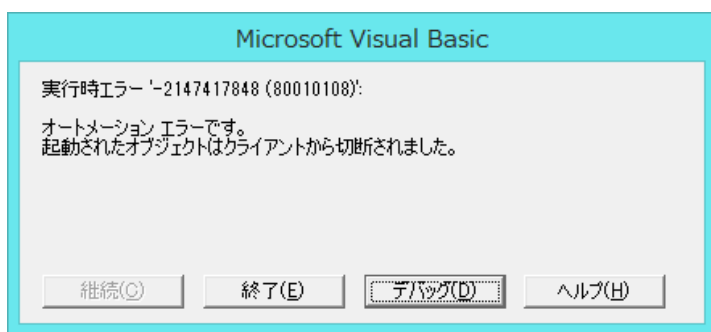 Microsoft Visual Basic
実行時エラー '-2147417848 (80010108)':
オートメーション エラーです。
起動されたオブジェクトはクライアントから切断されました。
継続(C)
終了(E)
デバッグ(D)
ヘルプ(H)